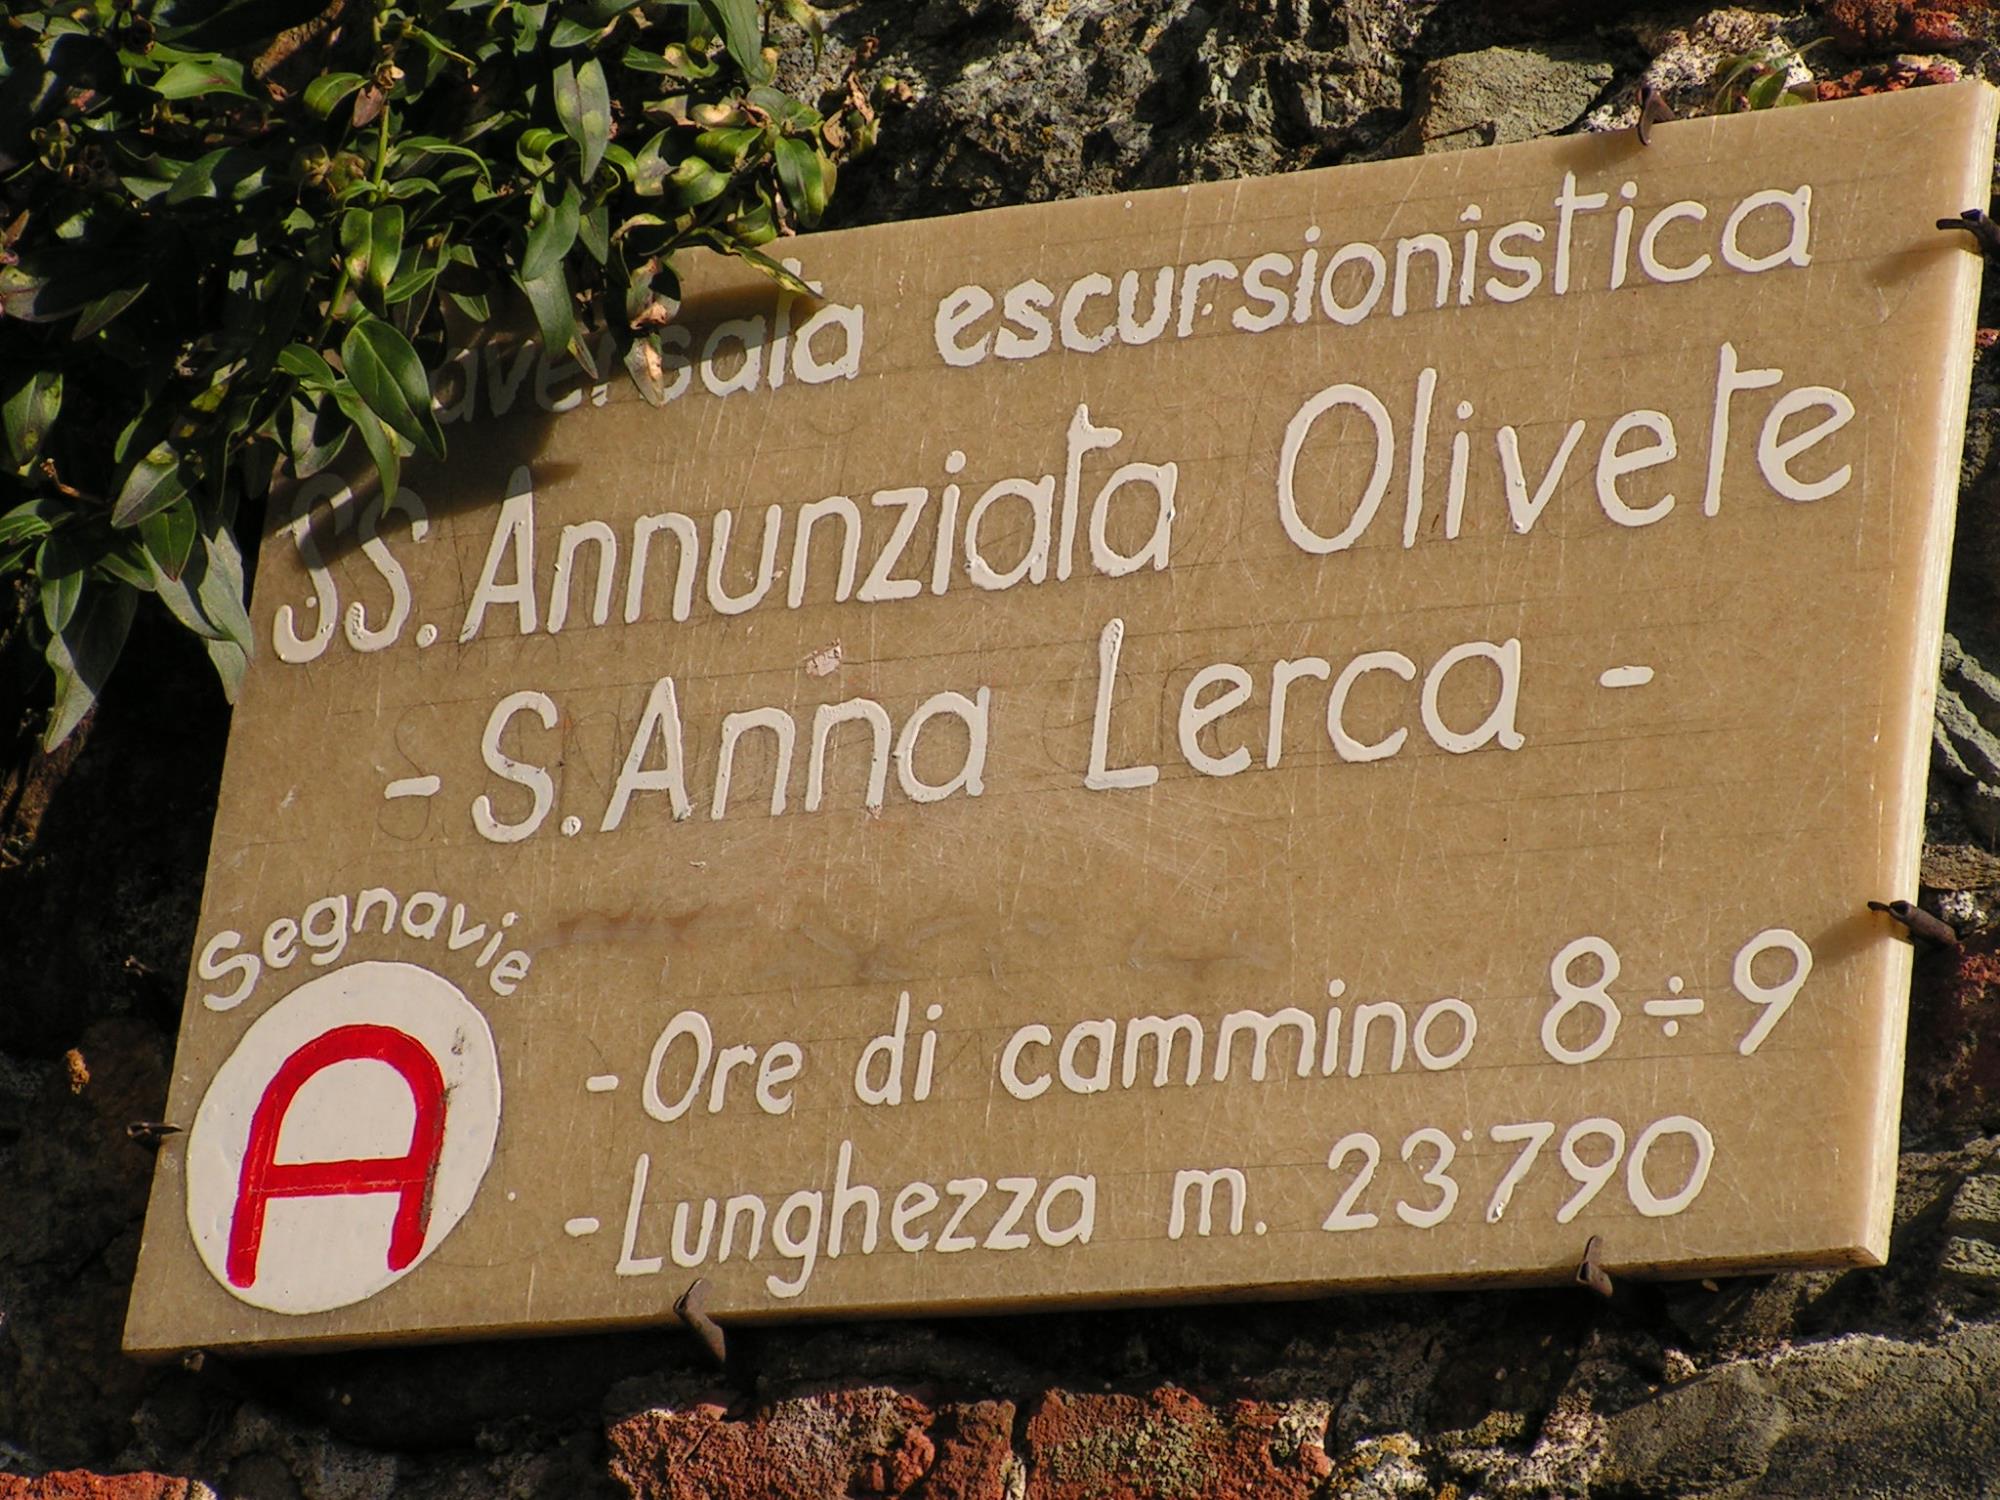 escursionistica
SS. Annunziata Olivete
- S. Anna Lerca -
Segnavie
A
- Ore di cammino 8÷9
- Lunghezza m. 23790